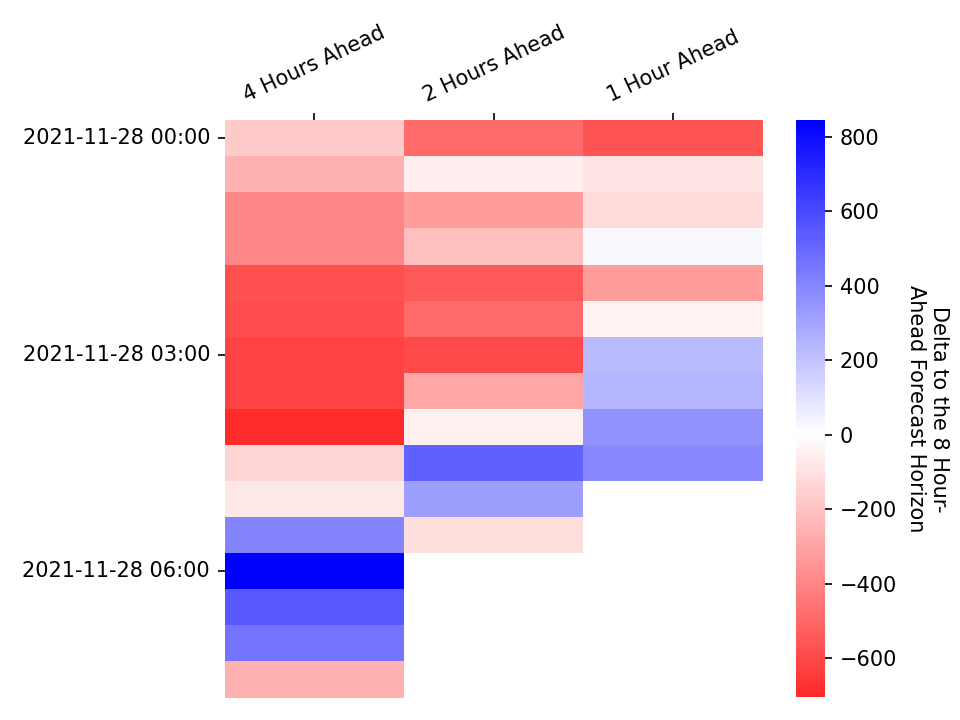 4 Hours Ahead
2 Hours Ahead
1 Hour Ahead
2021-11-28 00:00
2021-11-28 03:00
2021-11-28 06:00
800
600
400
200
0
−200
−400
−600
Delta to the 8 Hour-
Ahead Forecast Horizon